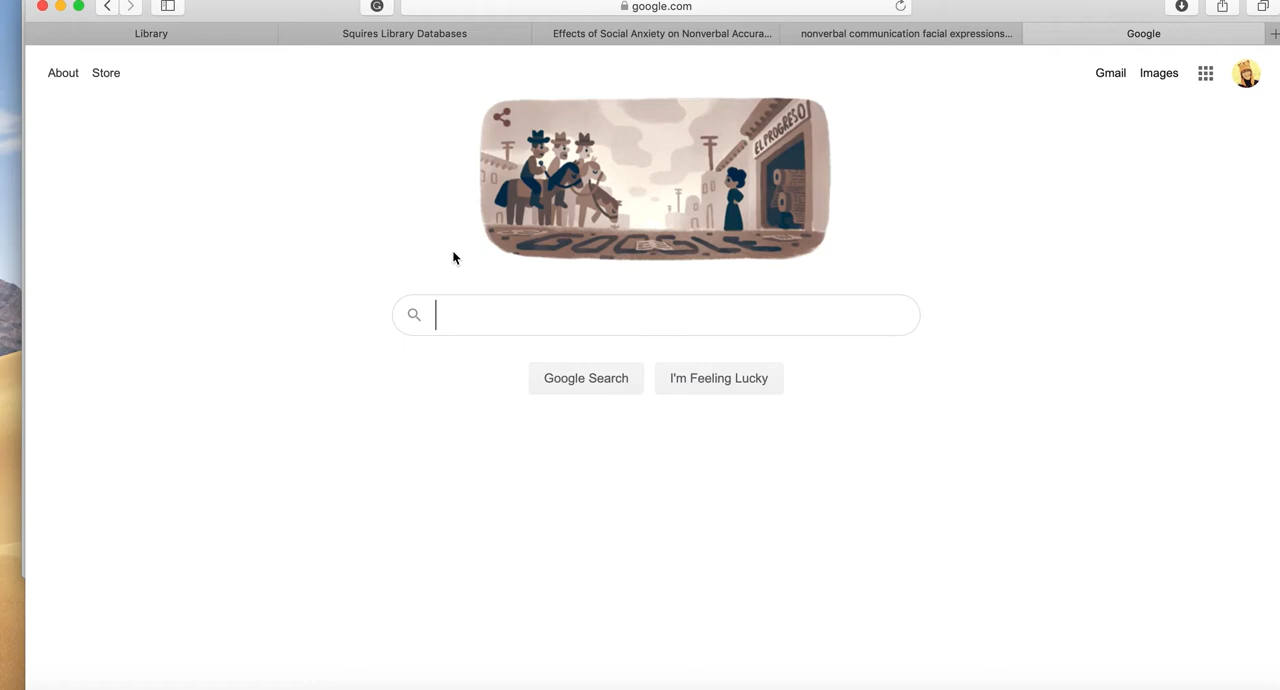 google.com
Library
Squires Library Databases
Effects of Social Anxiety on Nonverbal Accura...
nonverbal communication facial expressions...
Google
About
Store
Gmail
Images
EL PROGRESO
GOOGLE
Google Search
I'm Feeling Lucky